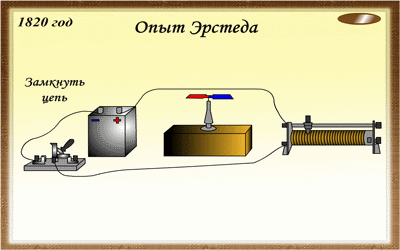 1820 год
Опыт Эрстеда
Замкнуть
цепь
- +